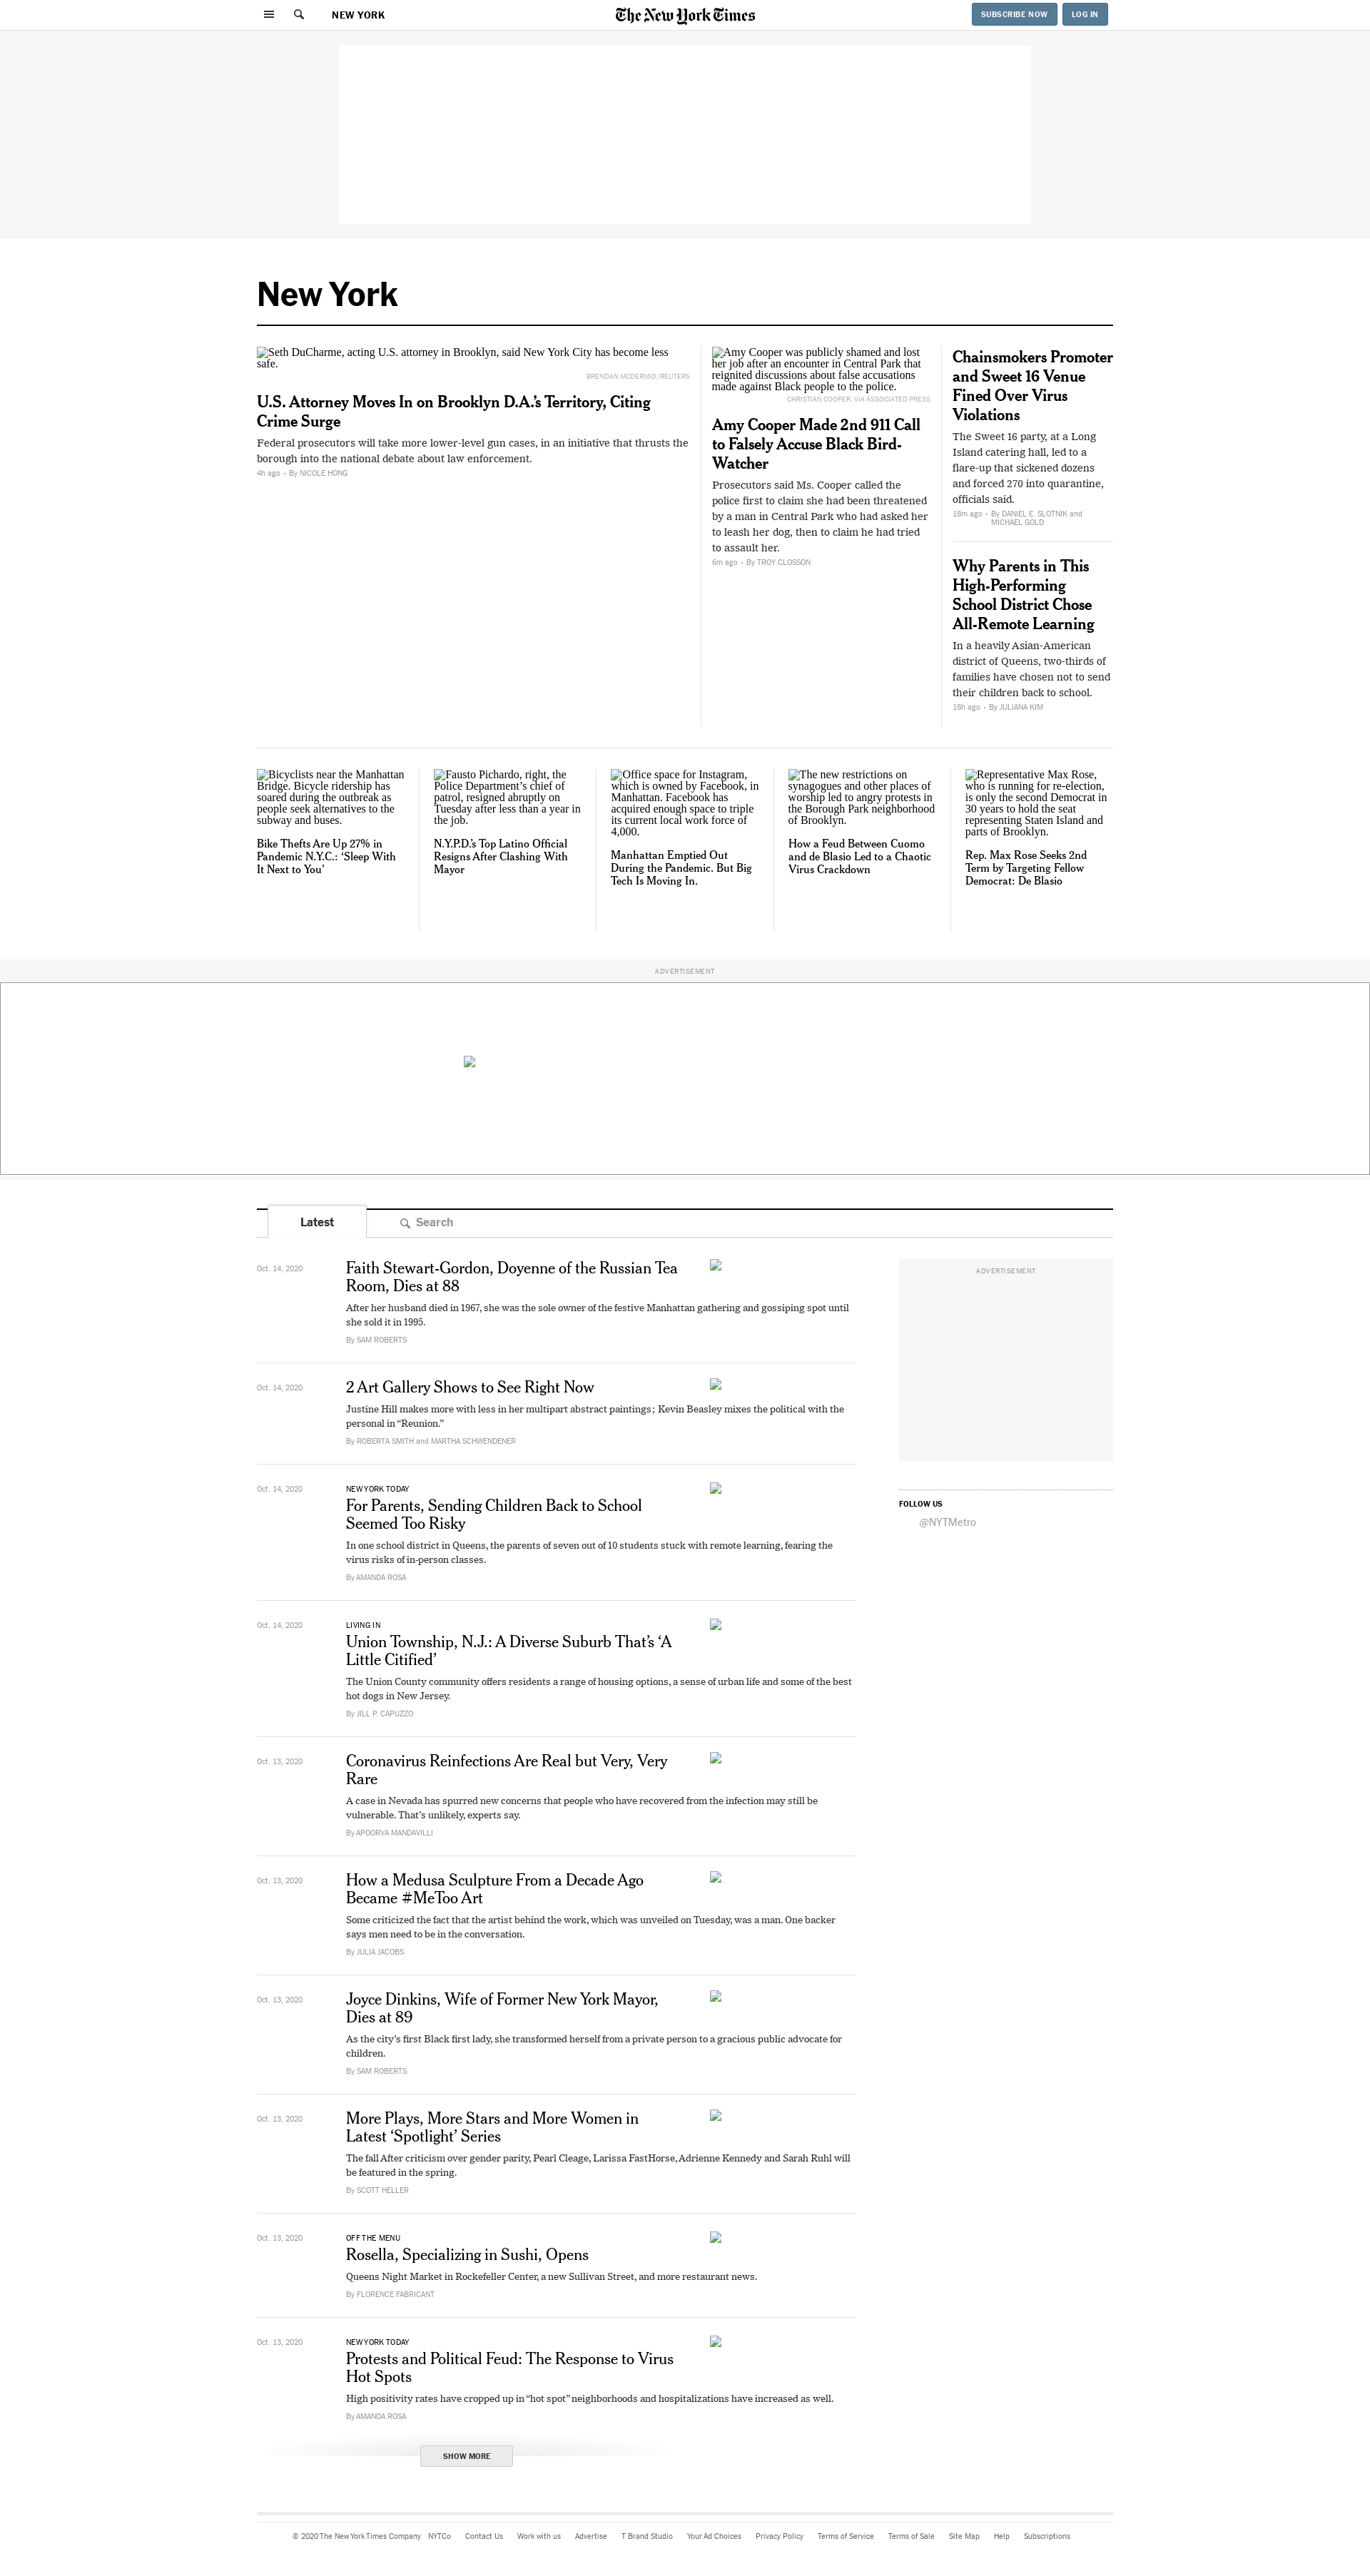 NEW YORK
The New York Times
SUBSCRIBE NOW
LOG IN
New York
Seth DuCharme, acting U.S. attorney in Brooklyn, said New York City has become less
safe.
BRENDAN MCDERMID/REUTERS
U.S. Attorney Moves In on Brooklyn D.A.’s Territory, Citing
Crime Surge
Federal prosecutors will take more lower-level gun cases, in an initiative that thrusts the
borough into the national debate about law enforcement.
4h ago • By NICOLE HONG
Amy Cooper was publicly shamed and lost
her job after an encounter in Central Park that
reignited discussions about false accusations
made against Black people to the police.
CHRISTIAN COOPER, VIA ASSOCIATED PRESS
Amy Cooper Made 2nd 911 Call
to Falsely Accuse Black Bird-
Watcher
Prosecutors said Ms. Cooper called the
police first to claim she had been threatened
by a man in Central Park who had asked her
to leash her dog, then to claim he had tried
to assault her.
6m ago • By TROY CLOSSON
Chainsmokers Promoter
and Sweet 16 Venue
Fined Over Virus
Violations
The Sweet 16 party, at a Long
Island catering hall, led to a
flare-up that sickened dozens
and forced 270 into quarantine,
officials said.
18m ago • By DANIEL E. SLOTNIK and
MICHAEL GOLD
Why Parents in This
High-Performing
School District Chose
All-Remote Learning
In a heavily Asian-American
district of Queens, two-thirds of
families have chosen not to send
their children back to school.
18h ago • By JULIANA KIM
Bicyclists near the Manhattan
Bridge. Bicycle ridership has
soared during the outbreak as
people seek alternatives to the
subway and buses.
Bike Thefts Are Up 27% in
Pandemic N.Y.C.: ‘Sleep With
It Next to You’
Fausto Pichardo, right, the
Police Department’s chief of
patrol, resigned abruptly on
Tuesday after less than a year in
the job.
N.Y.P.D.’s Top Latino Official
Resigns After Clashing With
Mayor
Office space for Instagram,
which is owned by Facebook, in
Manhattan. Facebook has
acquired enough space to triple
its current local work force of
4,000.
Manhattan Emptied Out
During the Pandemic. But Big
Tech Is Moving In.
The new restrictions on
synagogues and other places of
worship led to angry protests in
the Borough Park neighborhood
of Brooklyn.
How a Feud Between Cuomo
and de Blasio Led to a Chaotic
Virus Crackdown
Representative Max Rose,
who is running for re-election,
is only the second Democrat in
30 years to hold the seat
representing Staten Island and
parts of Brooklyn.
Rep. Max Rose Seeks 2nd
Term by Targeting Fellow
Democrat: De Blasio
ADVERTISEMENT
Latest
Search
Oct. 14, 2020
Faith Stewart-Gordon, Doyenne of the Russian Tea
Room, Dies at 88
After her husband died in 1967, she was the sole owner of the festive Manhattan gathering and gossiping spot until
she sold it in 1995.
By SAM ROBERTS
Oct. 14, 2020
2 Art Gallery Shows to See Right Now
Justine Hill makes more with less in her multipart abstract paintings; Kevin Beasley mixes the political with the
personal in “Reunion.”
By ROBERTA SMITH and MARTHA SCHWENDENER
Oct. 14, 2020
NEW YORK TODAY
For Parents, Sending Children Back to School
Seemed Too Risky
In one school district in Queens, the parents of seven out of 10 students stuck with remote learning, fearing the
virus risks of in-person classes.
By AMANDA ROSA
Oct. 14, 2020
LIVING IN
Union Township, N.J.: A Diverse Suburb That’s ‘A
Little Citified’
The Union County community offers residents a range of housing options, a sense of urban life and some of the best
hot dogs in New Jersey.
By JILL P. CAPUZZO
Oct. 13, 2020
Coronavirus Reinfections Are Real but Very, Very
Rare
A case in Nevada has spurred new concerns that people who have recovered from the infection may still be
vulnerable. That’s unlikely, experts say.
By APOORVA MANDAVILLI
Oct. 13, 2020
How a Medusa Sculpture From a Decade Ago
Became #MeToo Art
Some criticized the fact that the artist behind the work, which was unveiled on Tuesday, was a man. One backer
says men need to be in the conversation.
By JULIA JACOBS
Oct. 13, 2020
Joyce Dinkins, Wife of Former New York Mayor,
Dies at 89
As the city’s first Black first lady, she transformed herself from a private person to a gracious public advocate for
children.
By SAM ROBERTS
Oct. 13, 2020
More Plays, More Stars and More Women in
Latest ‘Spotlight’ Series
The fall After criticism over gender parity, Pearl Cleage, Larissa FastHorse, Adrienne Kennedy and Sarah Ruhl will
be featured in the spring.
By SCOTT HELLER
Oct. 13, 2020
OFF THE MENU
Rosella, Specializing in Sushi, Opens
Queens Night Market in Rockefeller Center, a new Sullivan Street, and more restaurant news.
By FLORENCE FABRICANT
Oct. 13, 2020
NEW YORK TODAY
Protests and Political Feud: The Response to Virus
Hot Spots
High positivity rates have cropped up in “hot spot” neighborhoods and hospitalizations have increased as well.
By AMANDA ROSA
SHOW MORE
ADVERTISEMENT
FOLLOW US
@NYTMetro
© 2020 The New York Times Company NYTCo Contact Us Work with us Advertise T Brand Studio Your Ad Choices Privacy Policy Terms of Service Terms of Sale Site Map Help Subscriptions